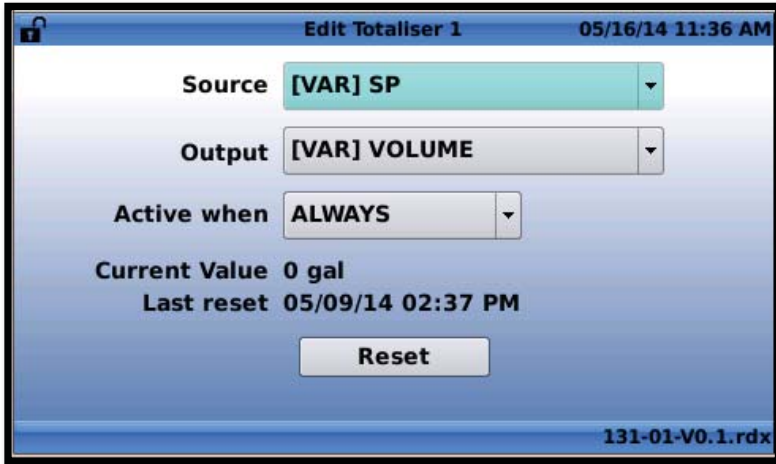 Edit Totaliser 1 05/16/14 11:36 AM
Source [VAR] SP
Output [VAR] VOLUME
Active when ALWAYS
Current Value 0 gal
Last reset 05/09/14 02:37 PM
Reset
131-01-V0.1.rdx